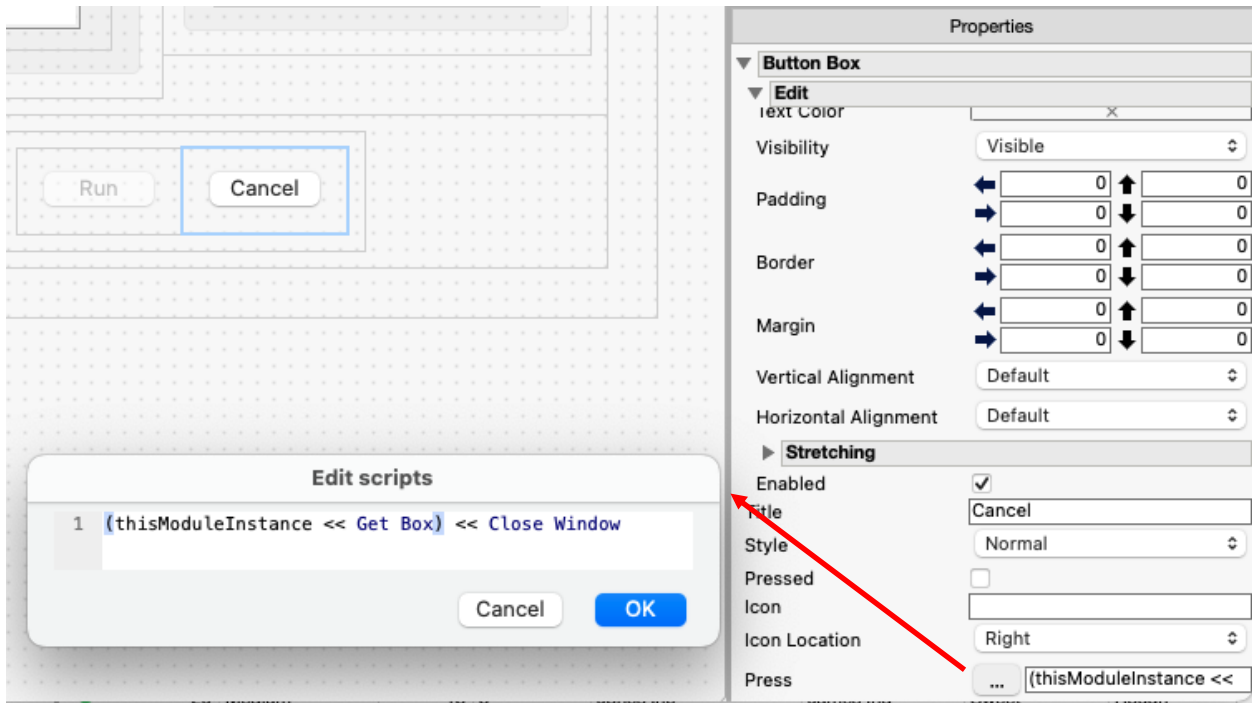 Properties
Button Box
Edit
Text Color
Visibility Visible
Padding 0 0
0 0
Border 0 0
0 0
Margin 0 0
0 0
Vertical Alignment Default
Horizontal Alignment Default
Stretching
Enabled
Title Cancel
Style Normal
Pressed
Icon
Icon Location Right
Press ... (thisModuleInstance <<
Run Cancel
Edit scripts
1 (thisModuleInstance << Get Box) << Close Window
Cancel OK